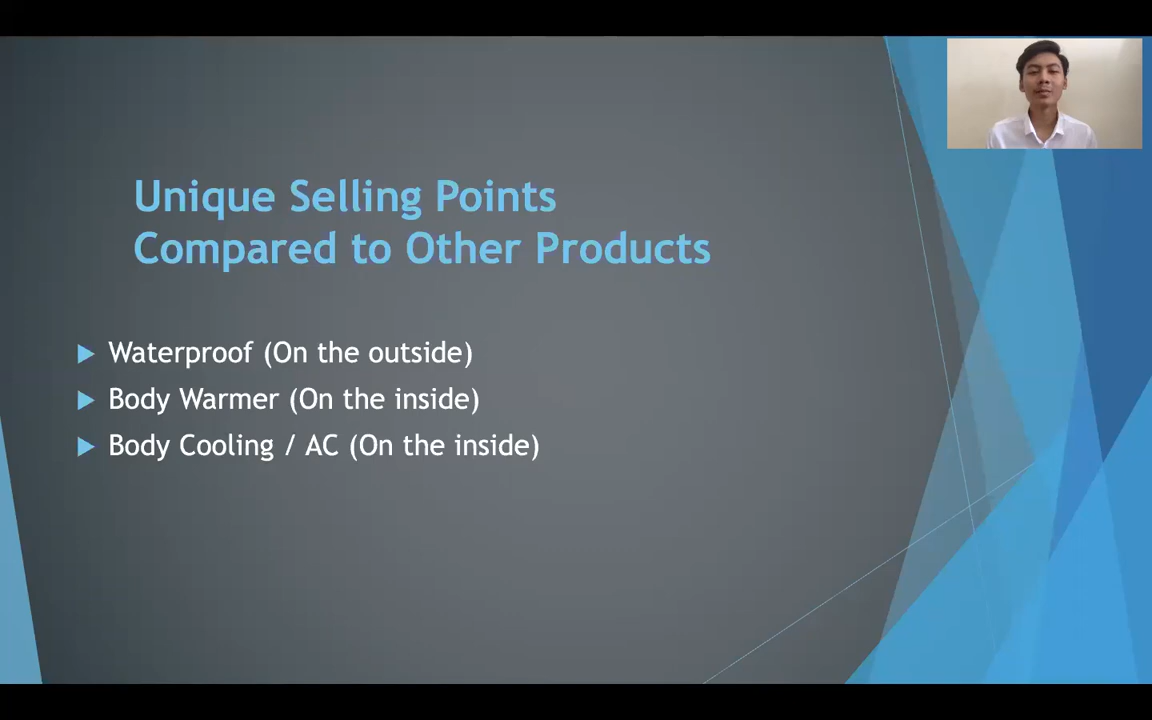 Unique Selling Points
Compared to Other Products
Waterproof (On the outside)
Body Warmer (On the inside)
Body Cooling / AC (On the inside)